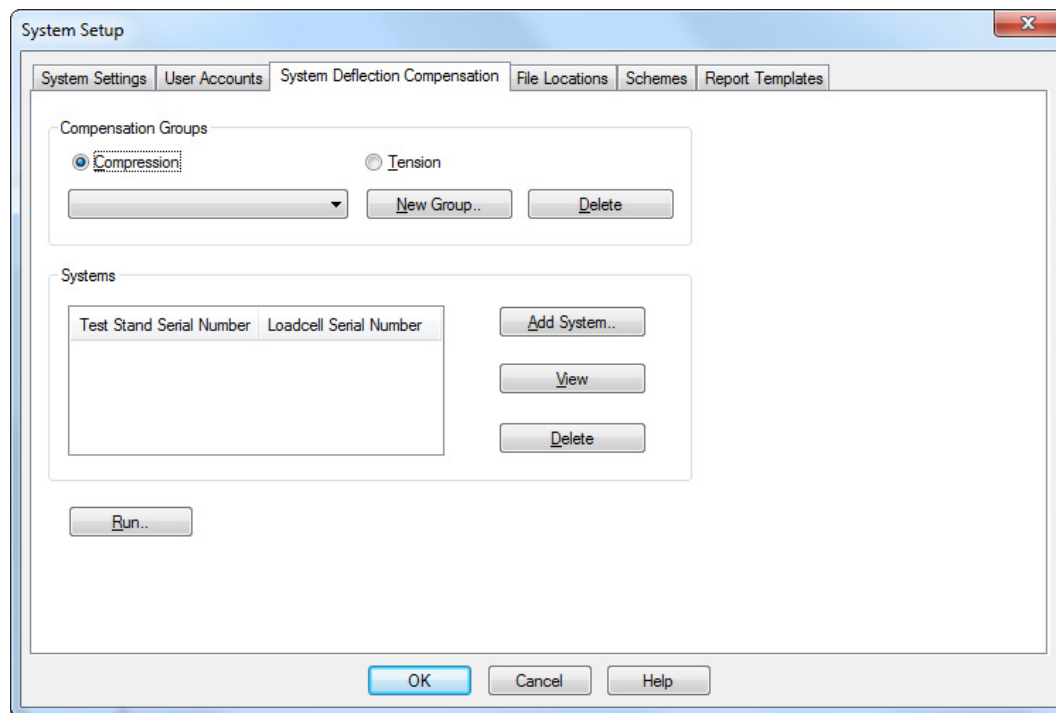 System Setup
System Settings User Accounts System Deflection Compensation File Locations Schemes Report Templates
Compensation Groups
Compression Tension
New Group.. Delete
Systems
Test Stand Serial Number Loadcell Serial Number
Add System..
View
Delete
Run..
OK Cancel Help